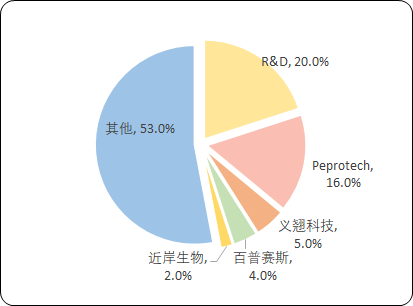 R&D, 20.0%
其他, 53.0%
Peprotech,
16.0%
义翘科技,
5.0%
近岸生物,
2.0%
百普赛斯,
4.0%